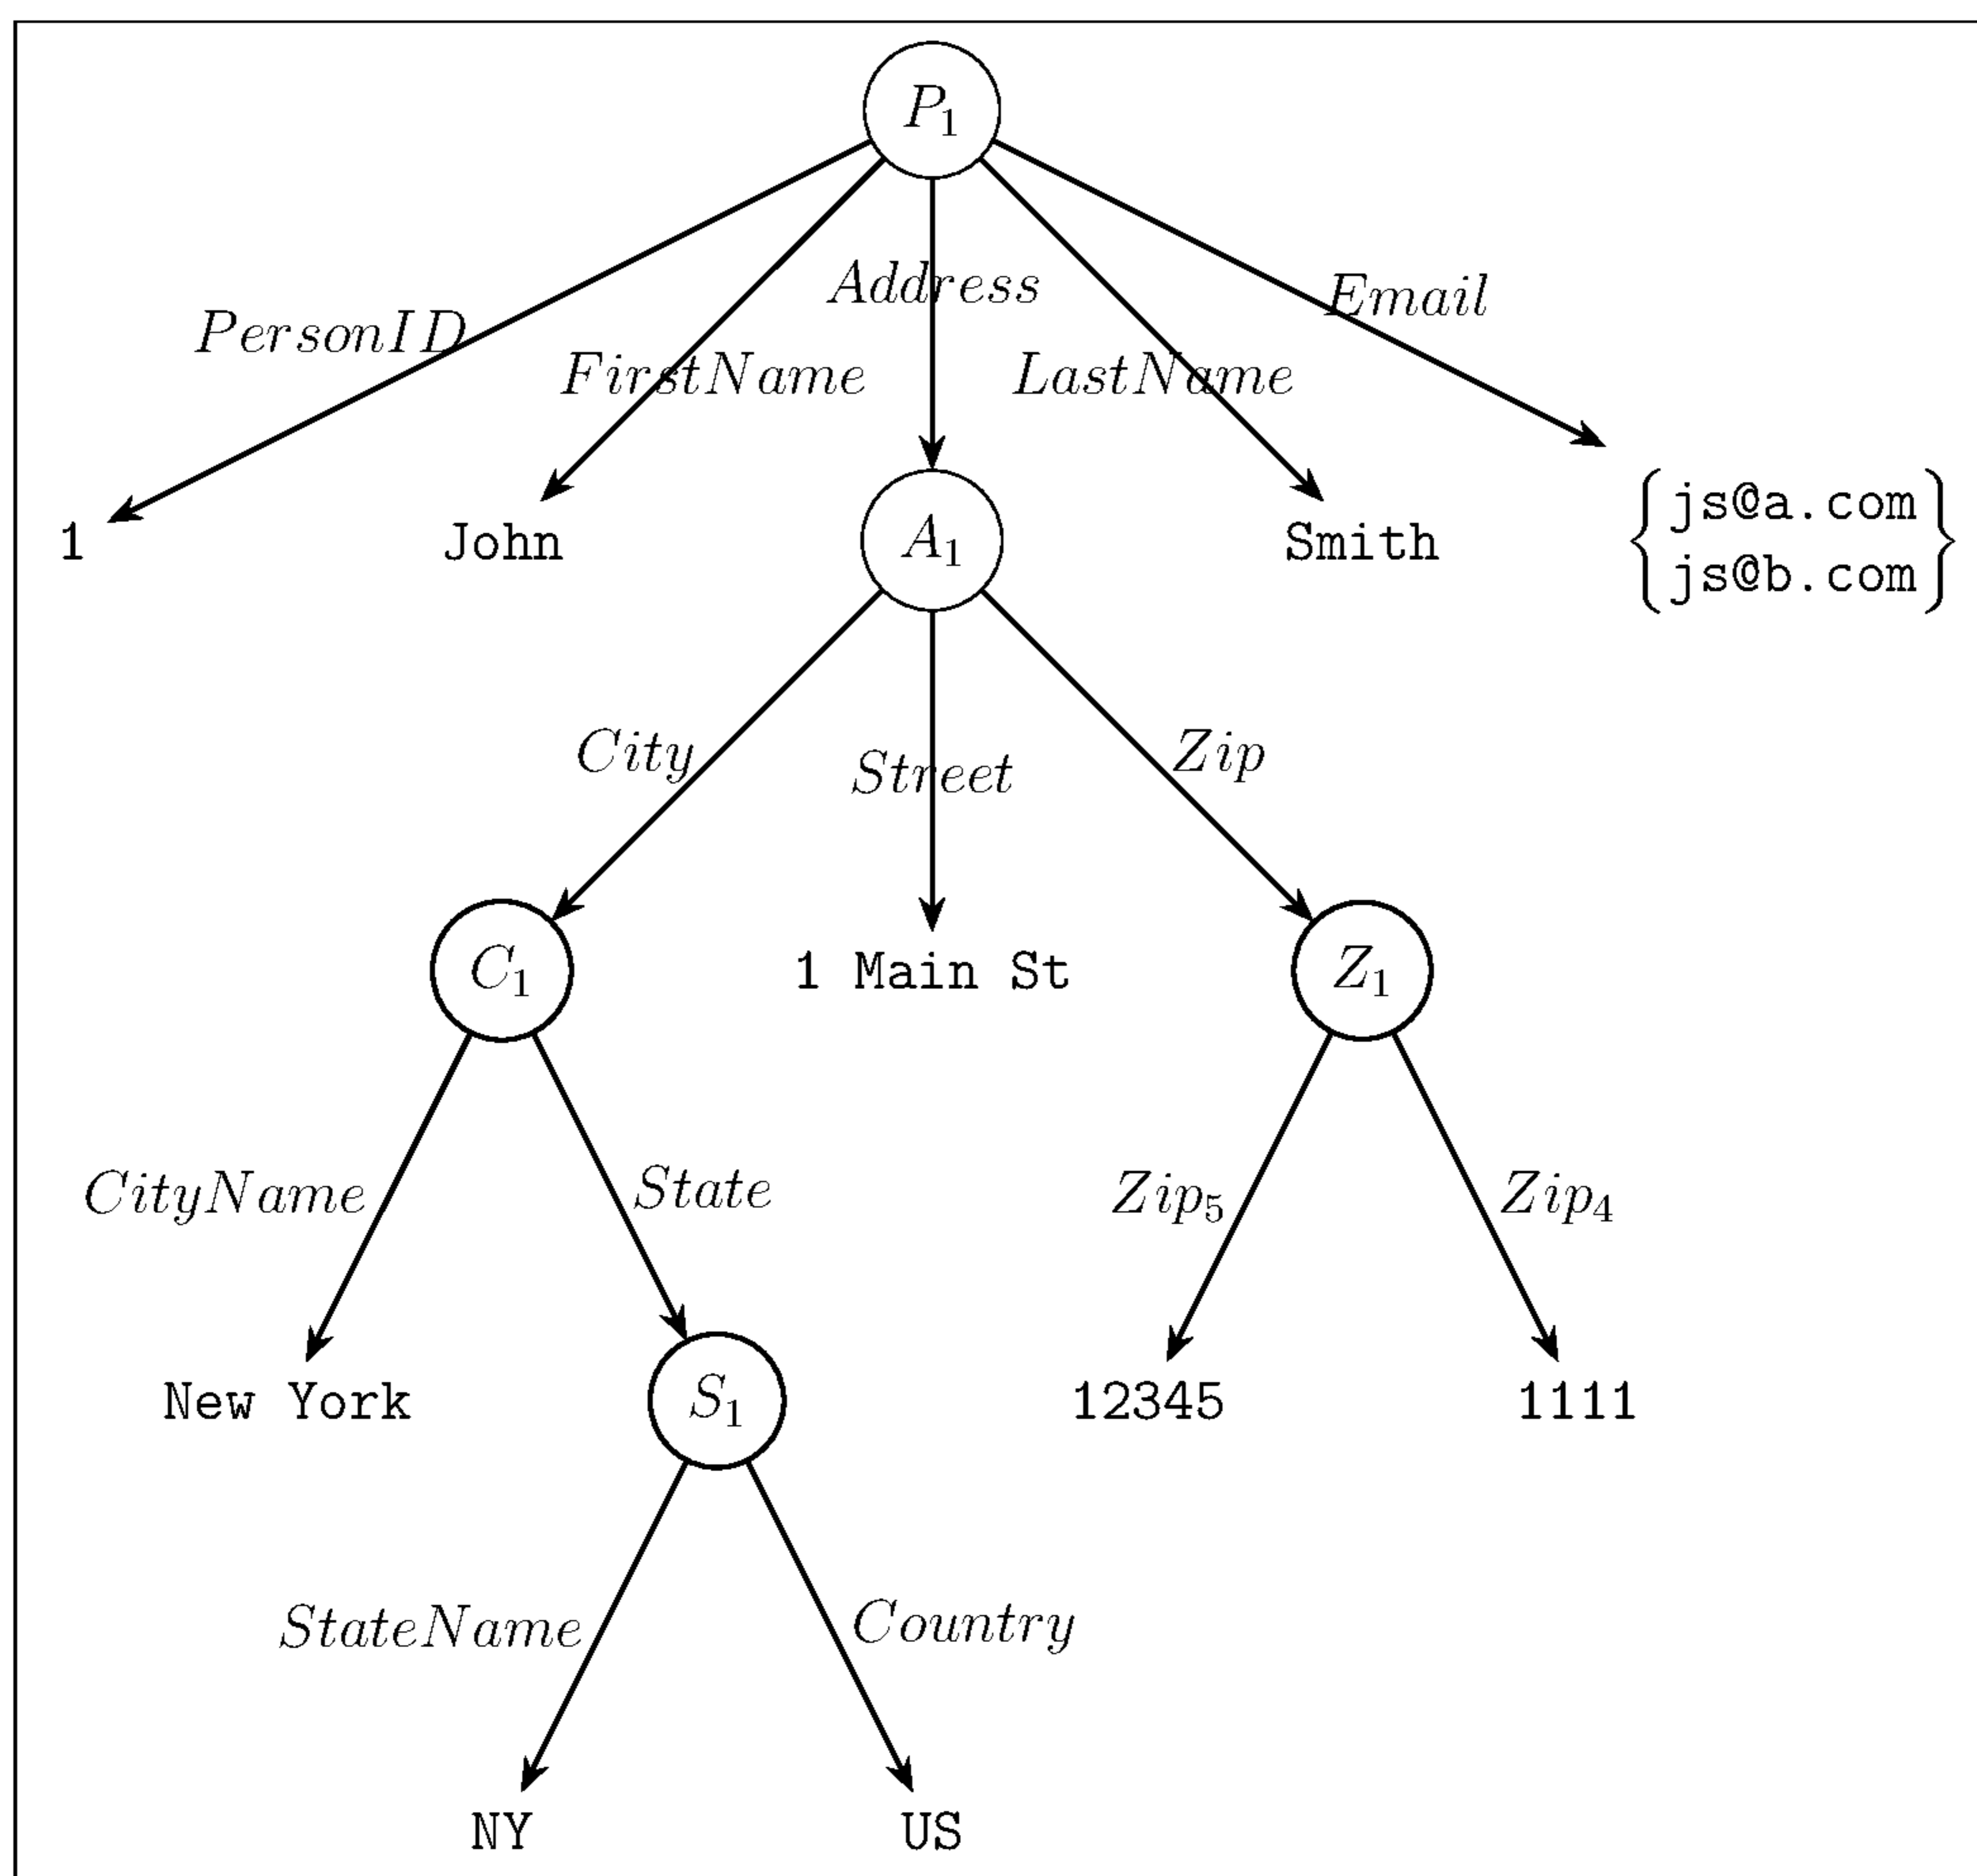 P₁
Address
Email
PersonID
FirstName
LastName
js@a.com
1
John
A₁
Smith
js@b.com
City
Street
Zip
C₁
1 Main St
Z₁
CityName
State
Zip₅
Zip₄
New York
S₁
12345
1111
StateName
Country
NY
US